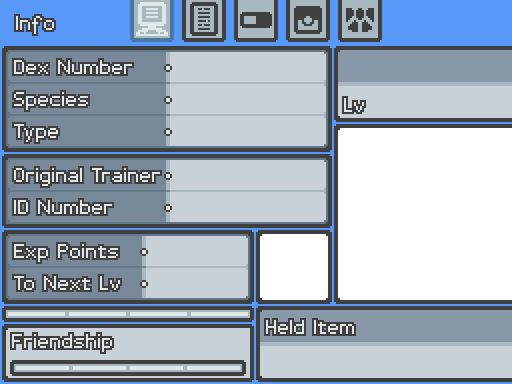 Info
Dex Number
Species
Type
Lv
Original Trainer
ID Number
Exp Points
To Next Lv
Held Item
Friendship